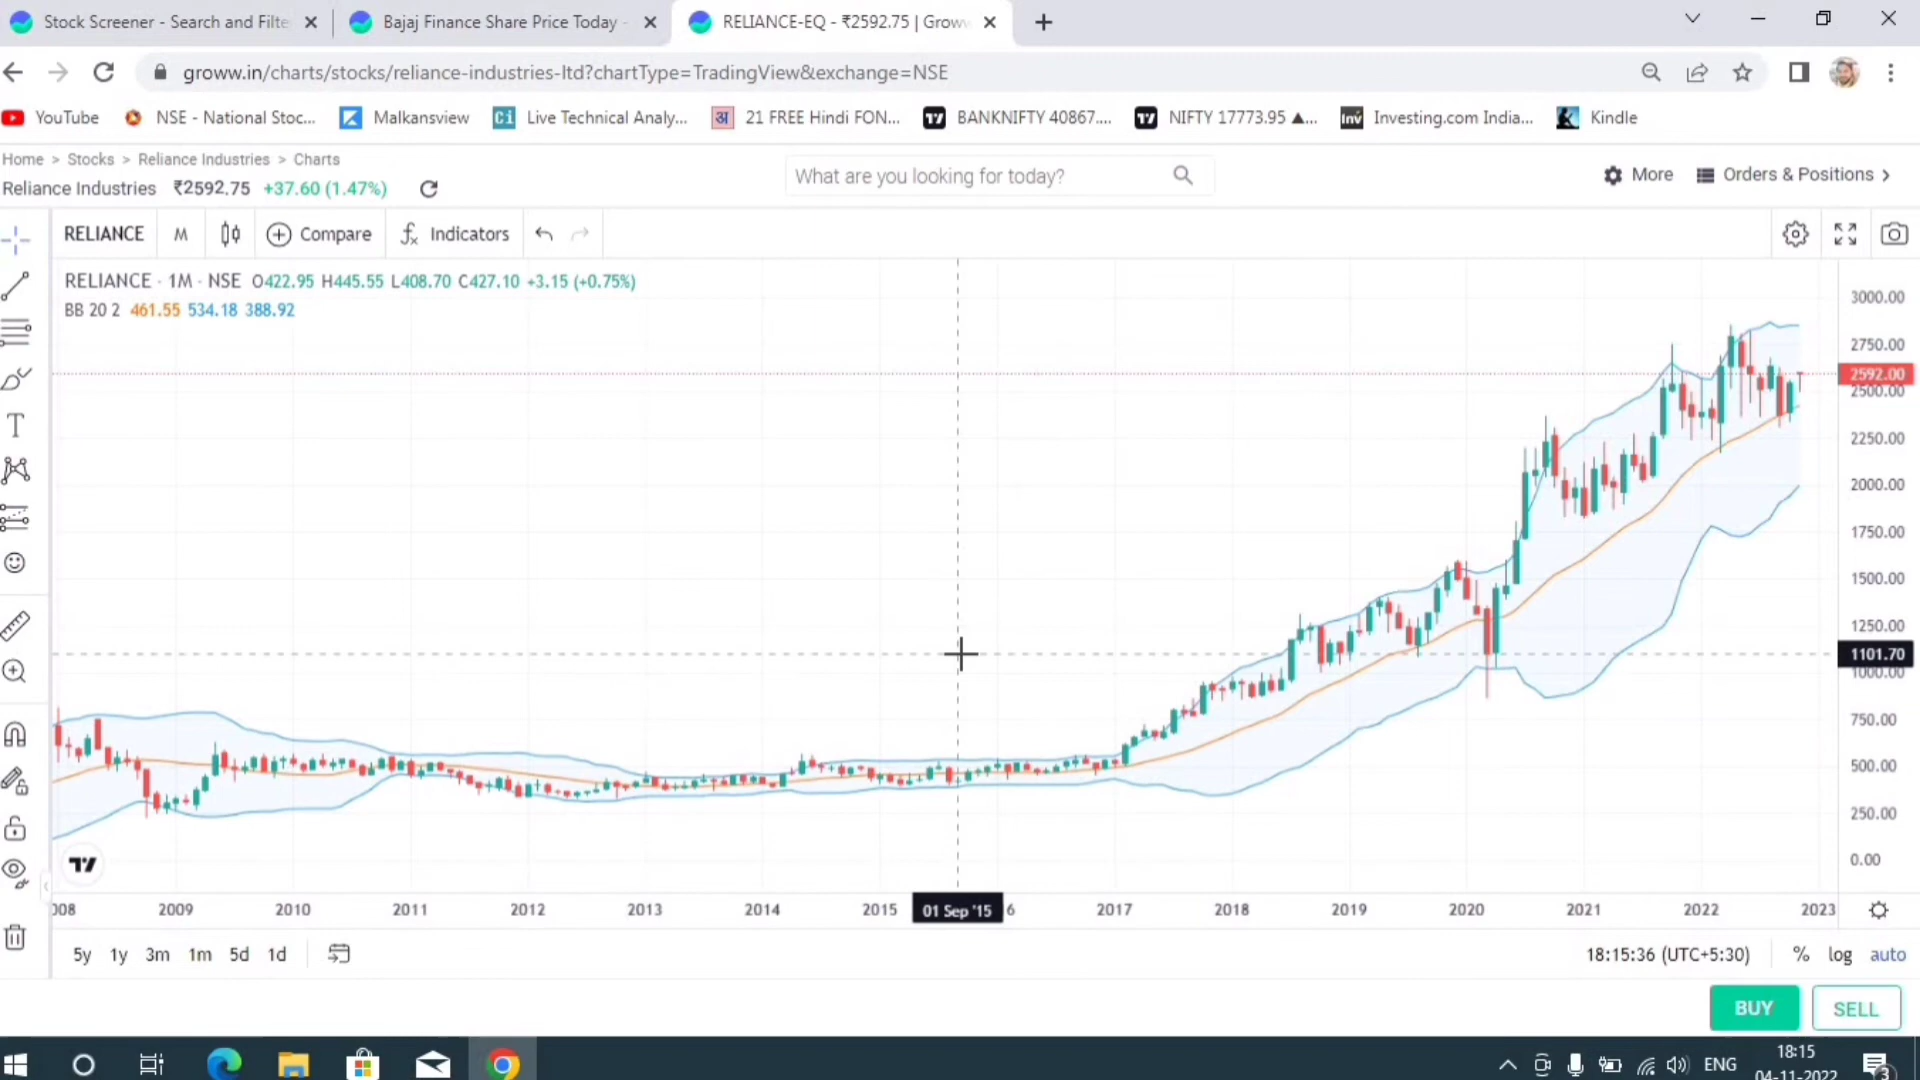 Stock Screener - Search and Filte
Bajaj Finance Share Price Today -
RELIANCE-EQ - ₹2592.75 | Groww
groww.in/charts/stocks/reliance-industries-ltd?chartType=TradingView&exchange=NSE
YouTube
NSE - National Stoc...
Malkansview
Ci Live Technical Analy...
अ 21 FREE Hindi FON...
BANKNIFTY 40867....
NIFTY 17773.95 ▲...
Inv Investing.com India...
Kindle
Home > Stocks > Reliance Industries > Charts
Reliance Industries ₹2592.75 +37.60 (1.47%)
What are you looking for today?
More
Orders & Positions >
RELIANCE M Compare Indicators
RELIANCE · 1M · NSE O422.95 H445.55 L408.70 C427.10 +3.15 (+0.75%)
BB 20 2 461.55 534.18 388.92
3000.00
2750.00
2592.00
2500.00
2250.00
2000.00
1750.00
1500.00
1250.00
1101.70
1000.00
750.00
500.00
250.00
0.00
008 2009 2010 2011 2012 2013 2014 2015 01 Sep '15 6 2017 2018 2019 2020 2021 2022 2023
5y 1y 3m 1m 5d 1d
18:15:36 (UTC+5:30) % log auto
BUY SELL
ENG
18:15
04-11-2022
3